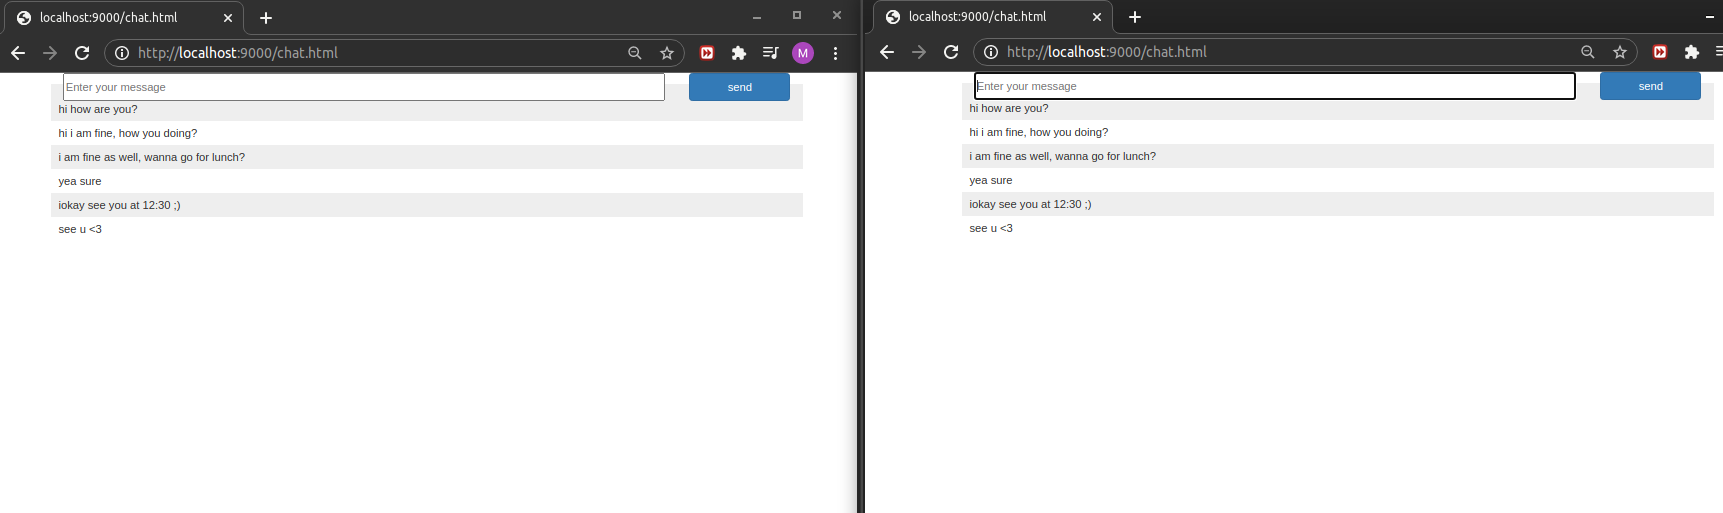 localhost:9000/chat.html
http://localhost:9000/chat.html
M
Enter your message
send
hi how are you?
hi i am fine, how you doing?
i am fine as well, wanna go for lunch?
yea sure
iokay see you at 12:30 ;)
see u <3
localhost:9000/chat.html
http://localhost:9000/chat.html
Enter your message
send
hi how are you?
hi i am fine, how you doing?
i am fine as well, wanna go for lunch?
yea sure
iokay see you at 12:30 ;)
see u <3